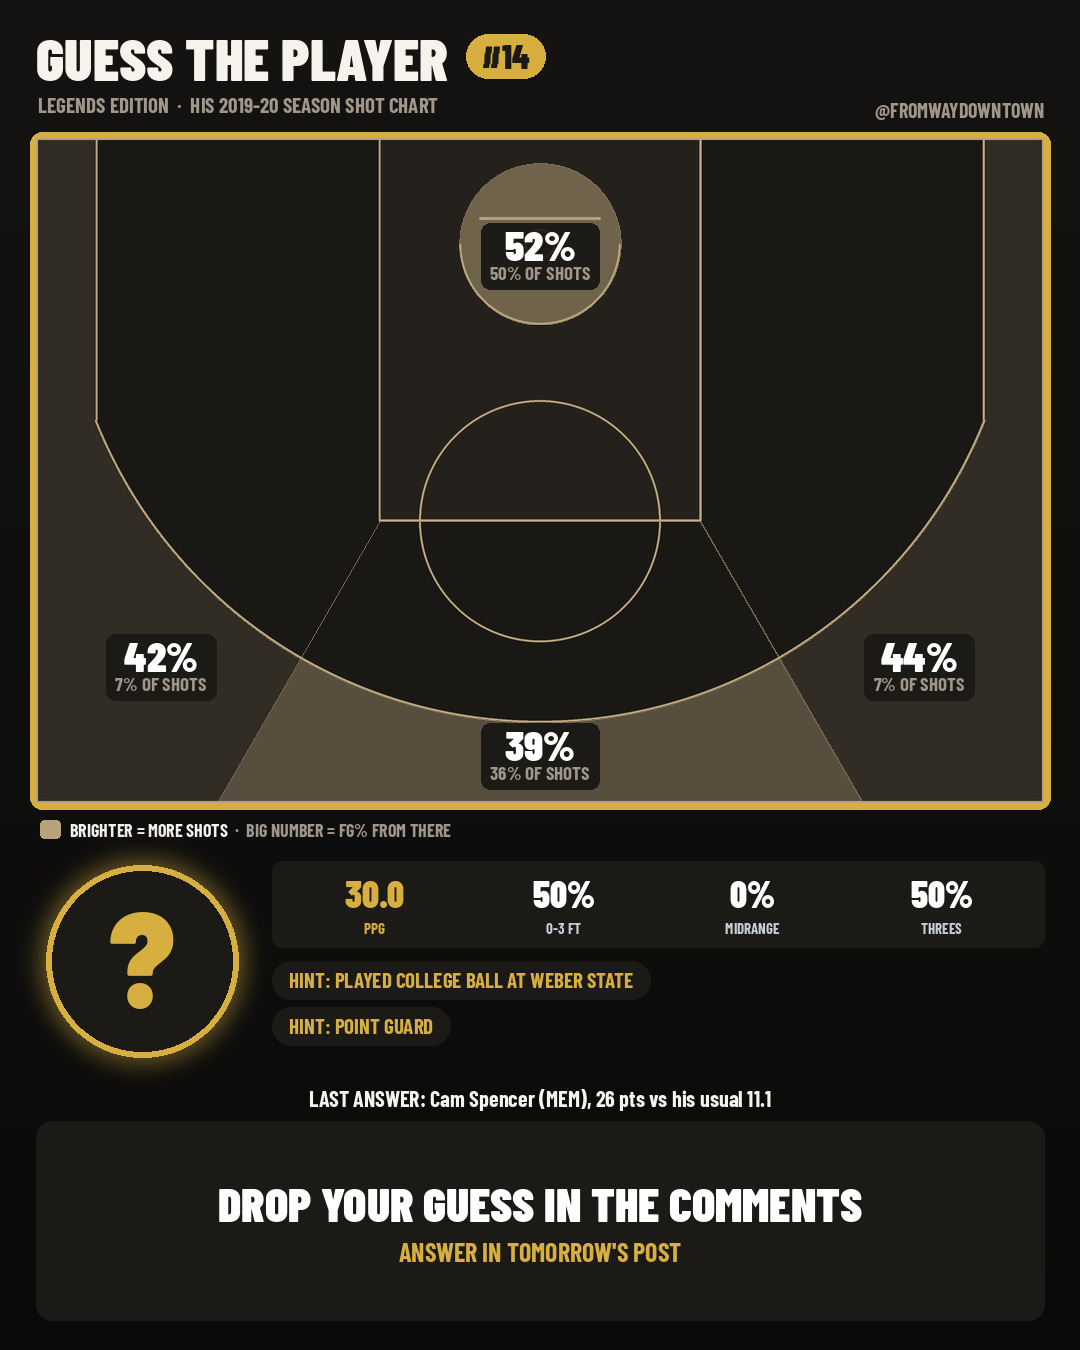 GUESS THE PLAYER #14
LEGENDS EDITION · HIS 2019-20 SEASON SHOT CHART
@FROMWAYDOWNTOWN
52%
50% OF SHOTS
42%
7% OF SHOTS
44%
7% OF SHOTS
39%
36% OF SHOTS
BRIGHTER = MORE SHOTS · BIG NUMBER = FG% FROM THERE
?
30.0
PPG
50%
0-3 FT
0%
MIDRANGE
50%
THREES
HINT: PLAYED COLLEGE BALL AT WEBER STATE
HINT: POINT GUARD
LAST ANSWER: Cam Spencer (MEM), 26 pts vs his usual 11.1
DROP YOUR GUESS IN THE COMMENTS
ANSWER IN TOMORROW'S POST